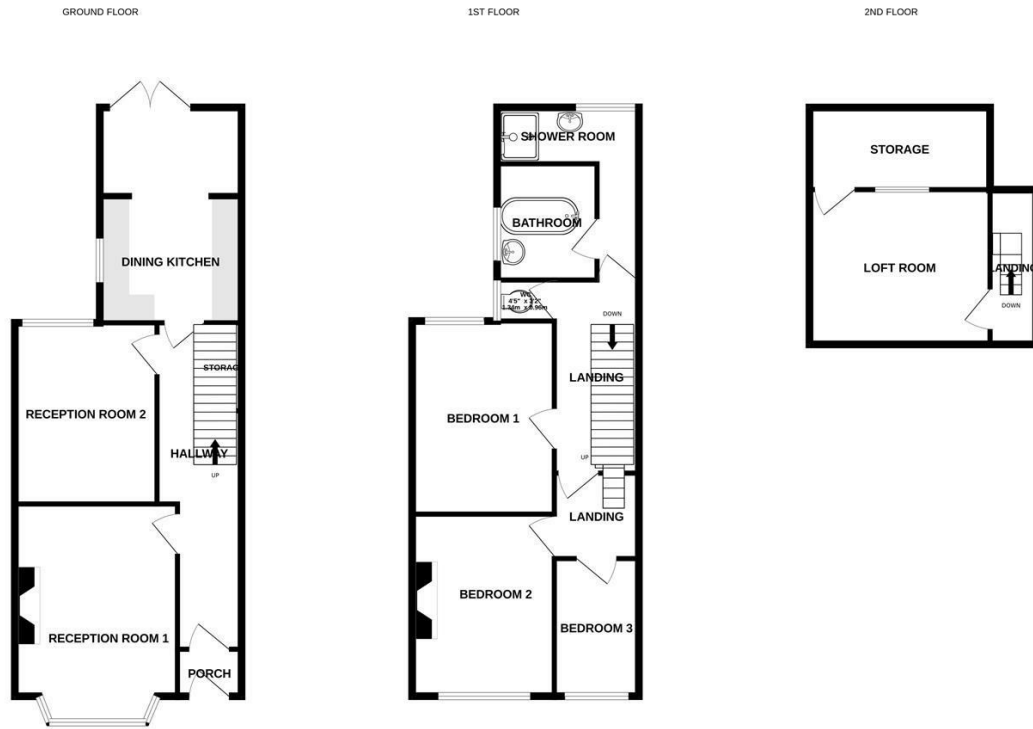 GROUND FLOOR
1ST FLOOR
2ND FLOOR
DINING KITCHEN
STORAG
RECEPTION ROOM 2
HALLWAY
UP
RECEPTION ROOM 1
PORCH
SHOWER ROOM
BATHROOM
WC
4'5" x 3'2"
1.34m x 0.96m
DOWN
LANDING
BEDROOM 1
UP
LANDING
BEDROOM 2
BEDROOM 3
STORAGE
LOFT ROOM
LANDING
DOWN